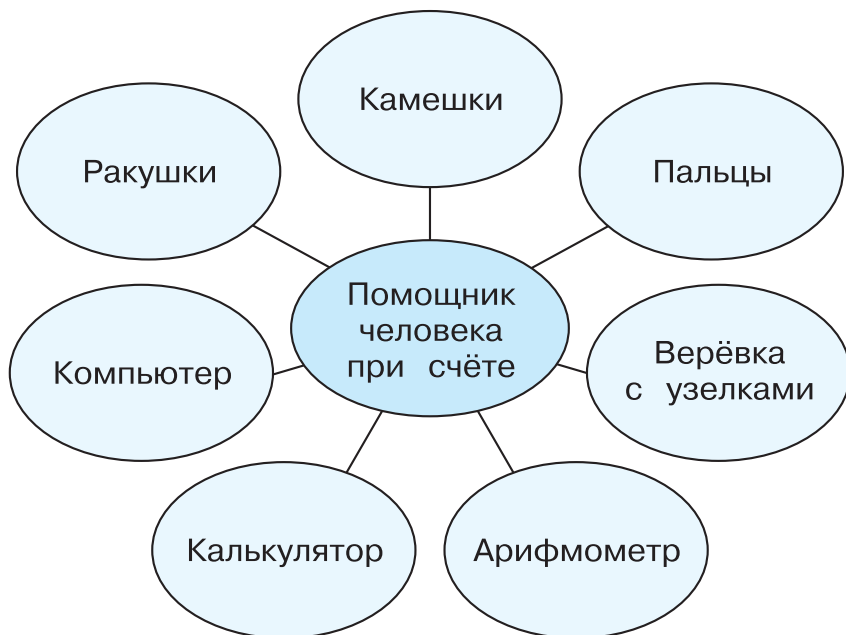 Камешки
Ракушки
Пальцы
Помощник
человека
при счёте
Компьютер
Верёвка
с узелками
Калькулятор
Арифмометр